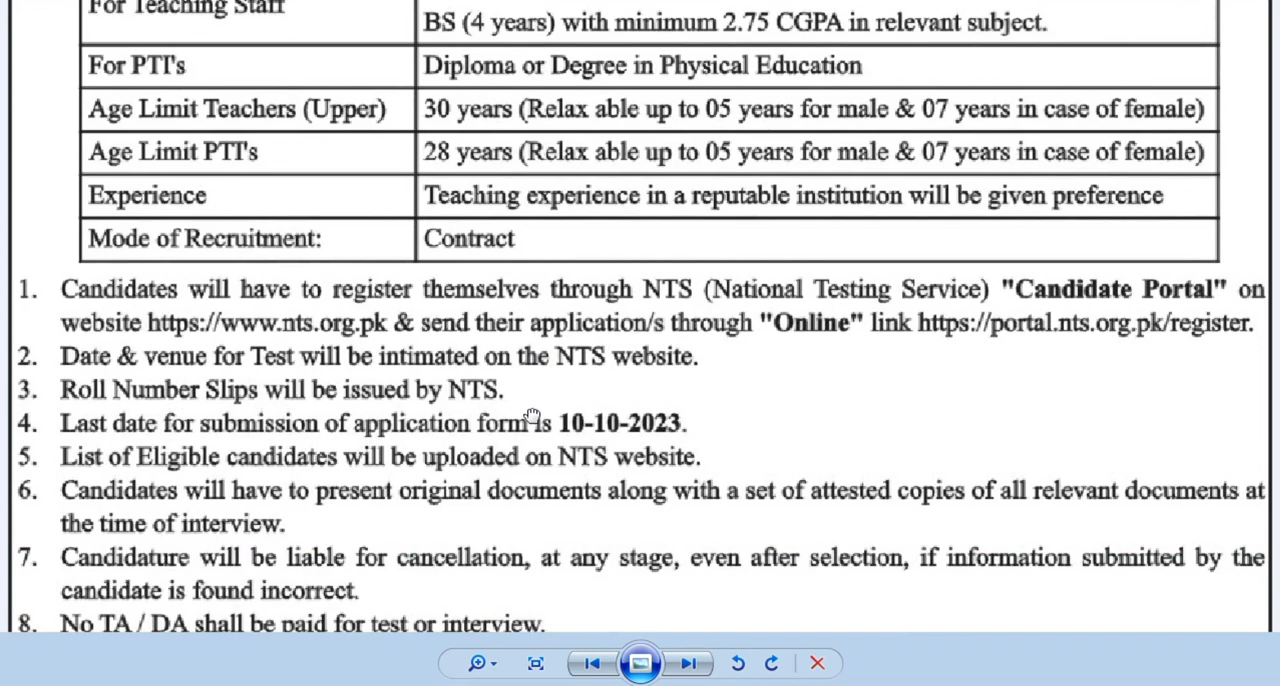 For Teaching Staff
BS (4 years) with minimum 2.75 CGPA in relevant subject.
For PTI's
Diploma or Degree in Physical Education
Age Limit Teachers (Upper)
30 years (Relax able up to 05 years for male & 07 years in case of female)
Age Limit PTI's
28 years (Relax able up to 05 years for male & 07 years in case of female)
Experience
Teaching experience in a reputable institution will be given preference
Mode of Recruitment:
Contract
1. Candidates will have to register themselves through NTS (National Testing Service) "Candidate Portal" on
website https://www.nts.org.pk & send their application/s through "Online" link https://portal.nts.org.pk/register.
2. Date & venue for Test will be intimated on the NTS website.
3. Roll Number Slips will be issued by NTS.
4. Last date for submission of application form is 10-10-2023.
5. List of Eligible candidates will be uploaded on NTS website.
6. Candidates will have to present original documents along with a set of attested copies of all relevant documents at
the time of interview.
7. Candidature will be liable for cancellation, at any stage, even after selection, if information submitted by the
candidate is found incorrect.
8. No TA / DA shall be paid for test or interview.